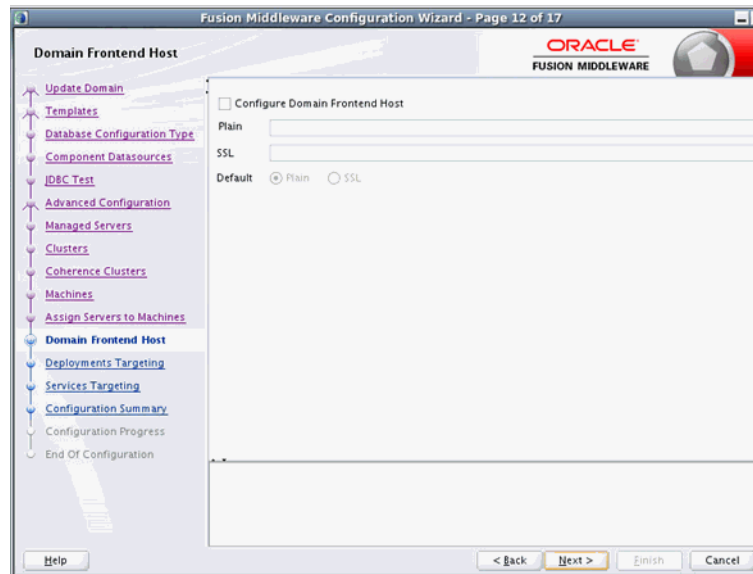 Fusion Middleware Configuration Wizard - Page 12 of 17
Domain Frontend Host
ORACLE
FUSION MIDDLEWARE
Update Domain
Templates
Database Configuration Type
Component Datasources
JDBC Test
Advanced Configuration
Managed Servers
Clusters
Coherence Clusters
Machines
Assign Servers to Machines
Domain Frontend Host
Deployments Targeting
Services Targeting
Configuration Summary
Configuration Progress
End Of Configuration
Configure Domain Frontend Host
Plain
SSL
Default Plain SSL
Help < Back Next > Finish Cancel